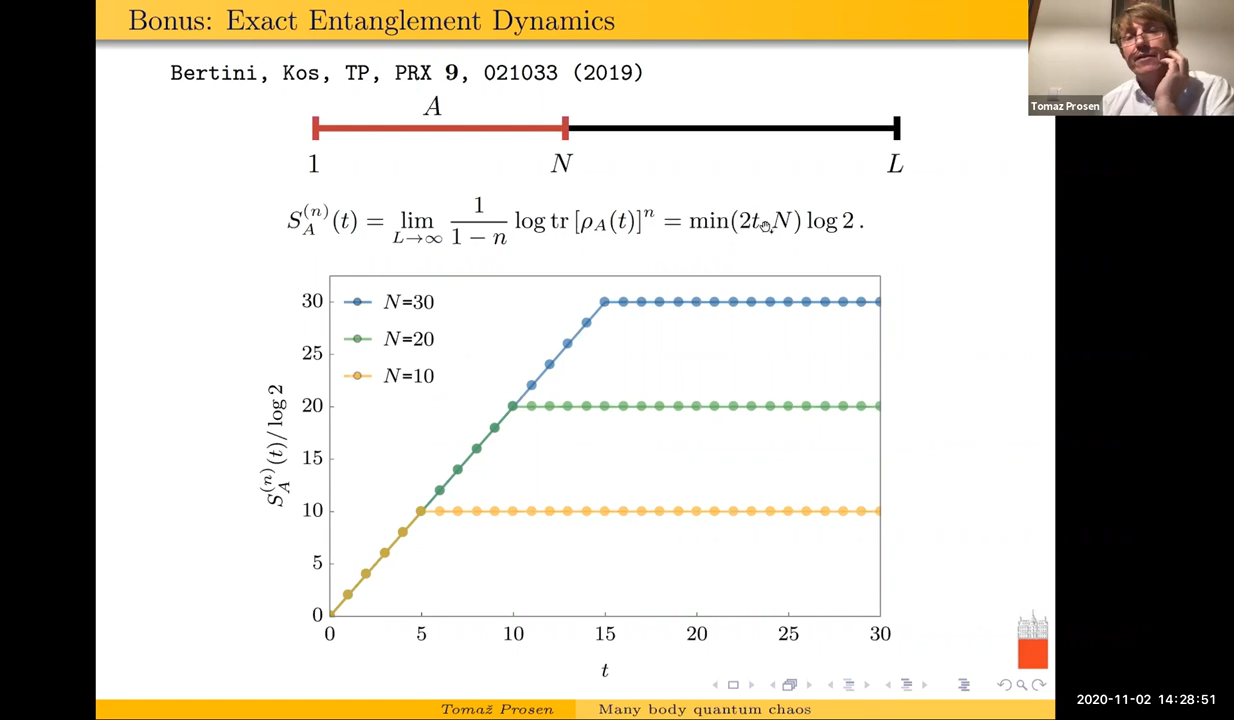 Bonus: Exact Entanglement Dynamics
Bertini, Kos, TP, PRX 9, 021033 (2019)
A
1 N L
S_A^{(n)}(t) = lim_{L→∞} \frac{1}{1−n} log tr [ρ_A(t)]^n = min(2t, N) log 2 .
N=30
N=20
N=10
30
25
20
15
10
5
0
S_A^{(n)}(t)/ log 2
0 5 10 15 20 25 30
t
Tomaž Prosen Many body quantum chaos
Tomaz Prosen
2020-11-02 14:28:51